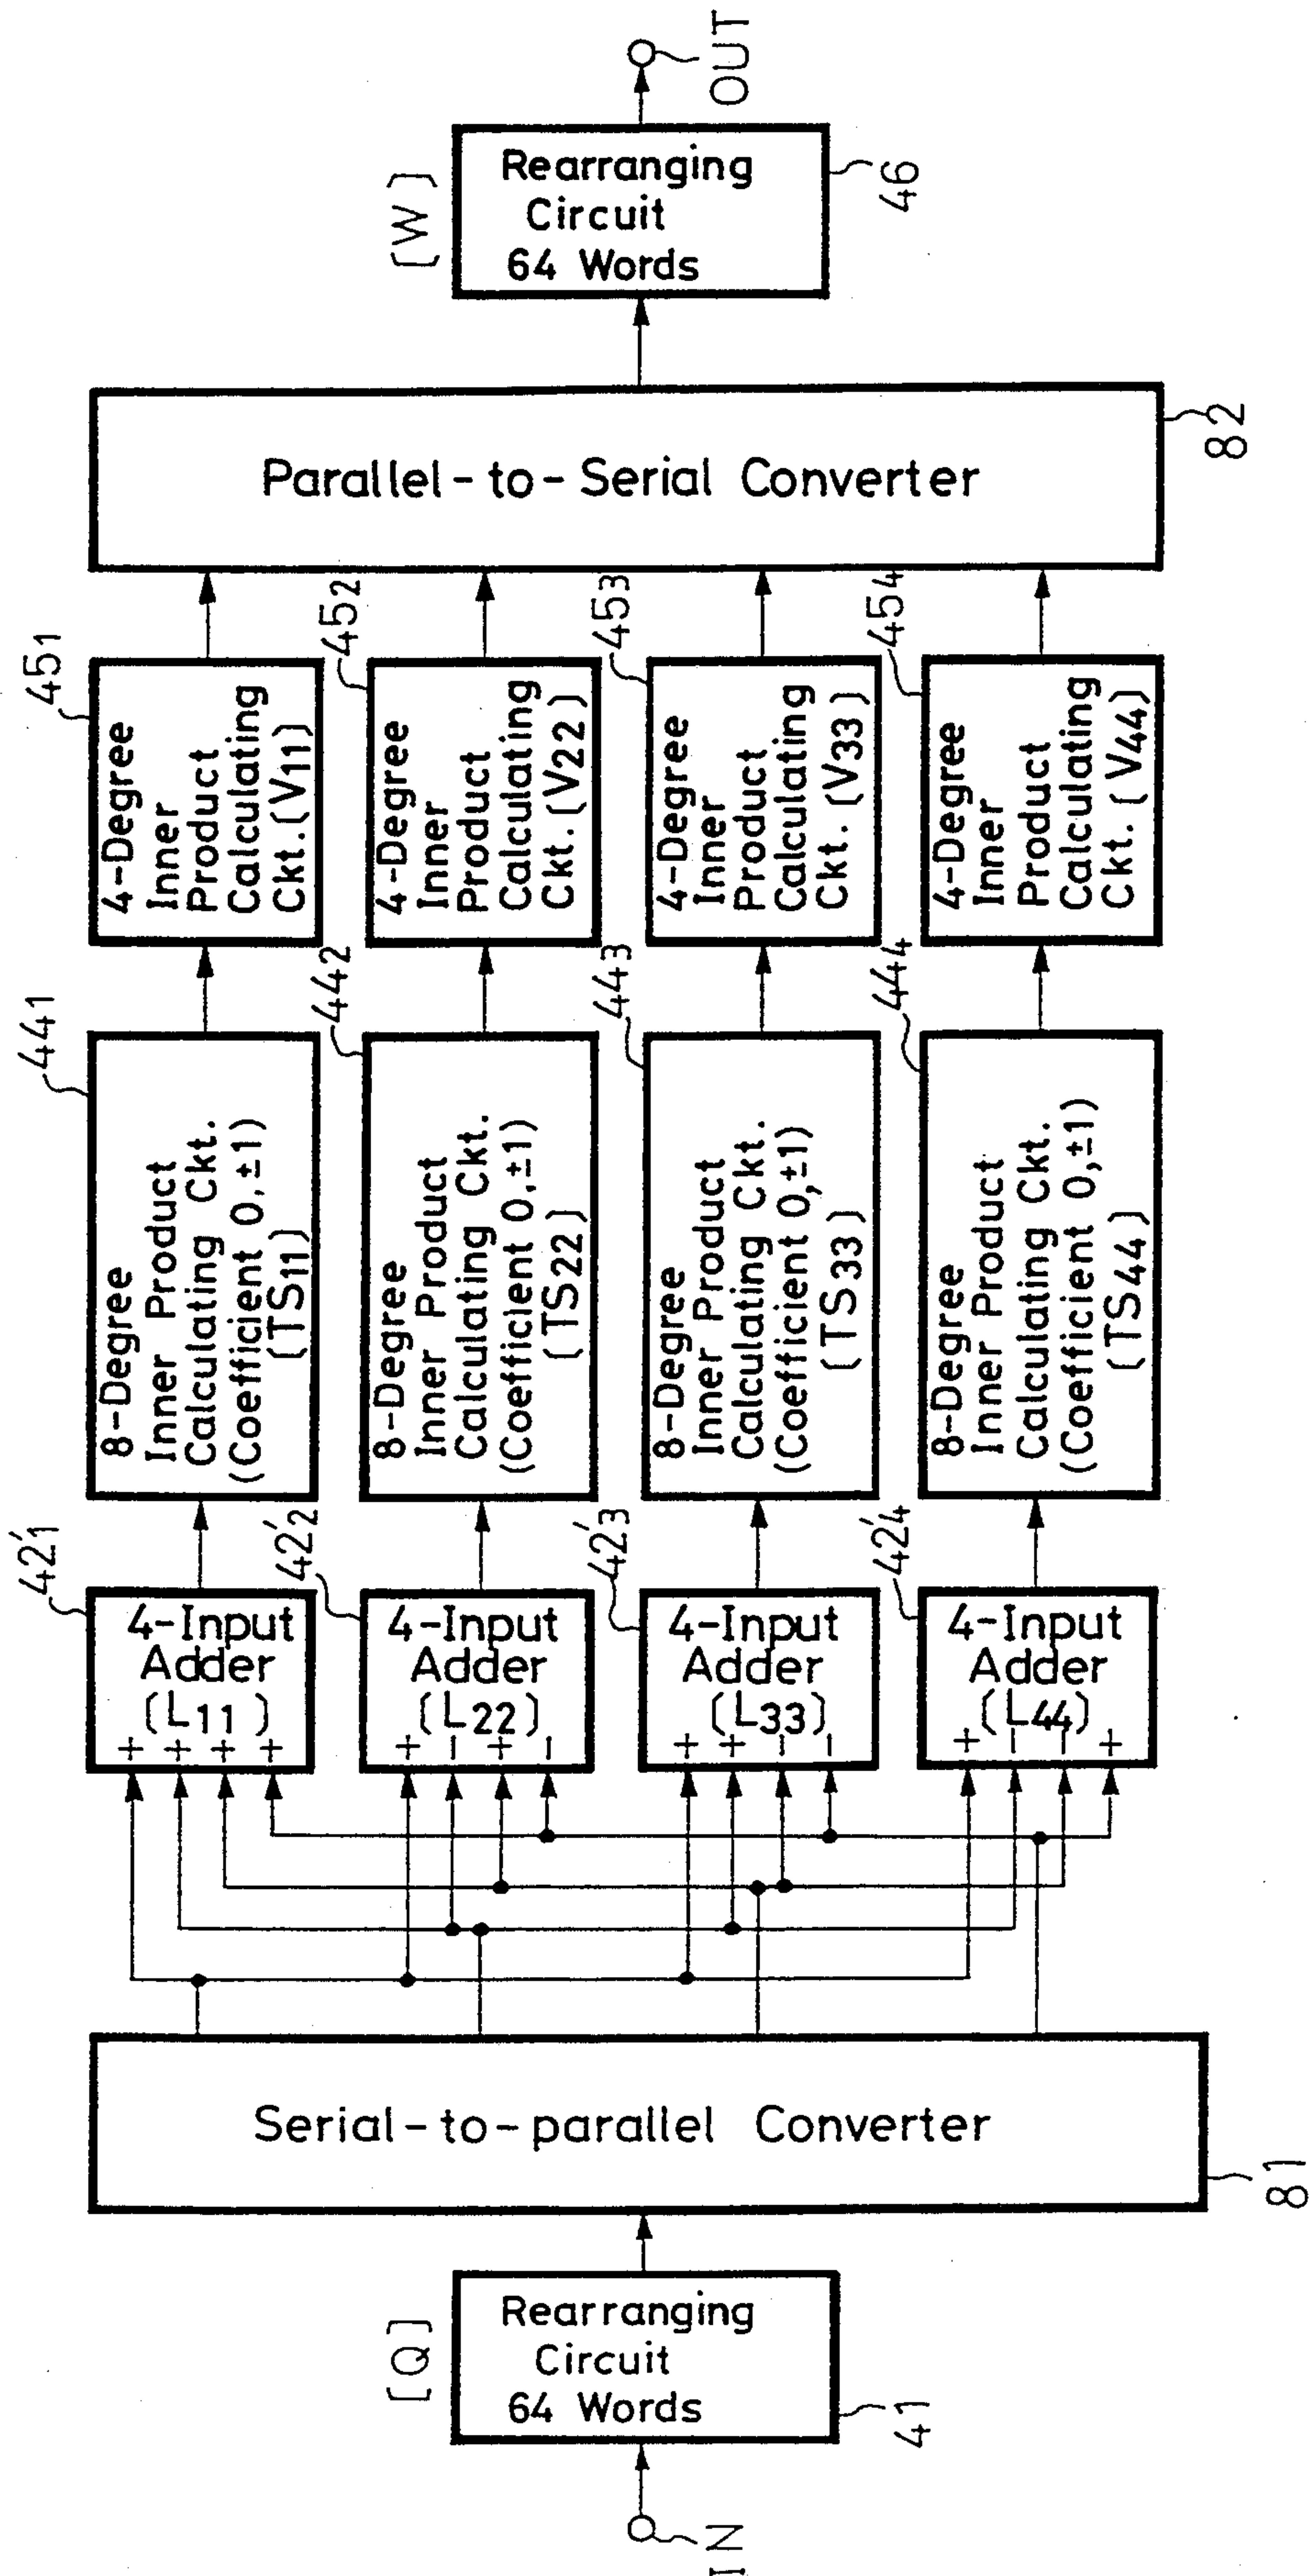 IN
[Q]
Rearranging
Circuit
64 Words
41
Serial-to-parallel Converter
81
42'1
4-Input
Adder
(L11)
+ + + +
42'2
4-Input
Adder
(L22)
+ − + −
42'3
4-Input
Adder
(L33)
+ + − −
42'4
4-Input
Adder
(L44)
+ − − +
441
8-Degree
Inner Product
Calculating Ckt.
(Coefficient 0,±1)
(TS11)
442
8-Degree
Inner Product
Calculating Ckt.
(Coefficient 0,±1)
(TS22)
443
8-Degree
Inner Product
Calculating Ckt.
(Coefficient 0,±1)
(TS33)
444
8-Degree
Inner Product
Calculating Ckt.
(Coefficient 0,±1)
(TS44)
451
4-Degree
Inner
Product
Calculating
Ckt.(V11)
452
4-Degree
Inner
Product
Calculating
Ckt.(V22)
453
4-Degree
Inner
Product
Calculating
Ckt. (V33)
454
4-Degree
Inner
Product
Calculating
Ckt. (V44)
Parallel-to-Serial Converter
82
[W]
Rearranging
Circuit
64 Words
46
OUT